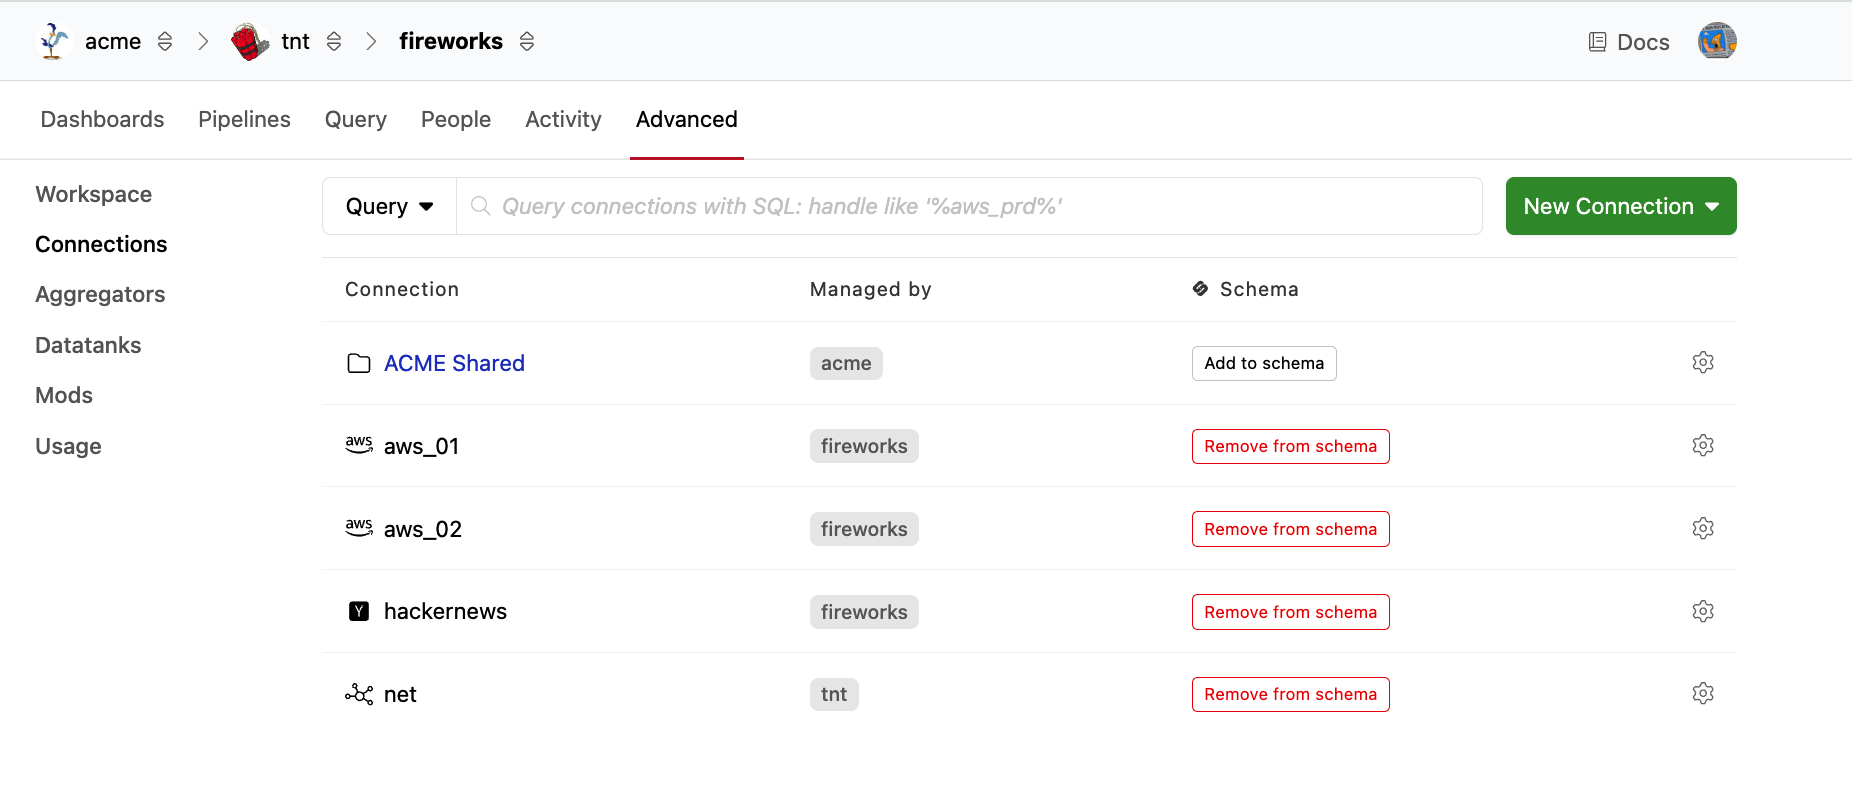 acme tnt fireworks Docs
Dashboards Pipelines Query People Activity Advanced
Workspace
Connections
Aggregators
Datatanks
Mods
Usage
Query Query connections with SQL: handle like '%aws_prd%' New Connection
Connection Managed by Schema
ACME Shared acme Add to schema
aws aws_01 fireworks Remove from schema
aws aws_02 fireworks Remove from schema
Y hackernews fireworks Remove from schema
net tnt Remove from schema